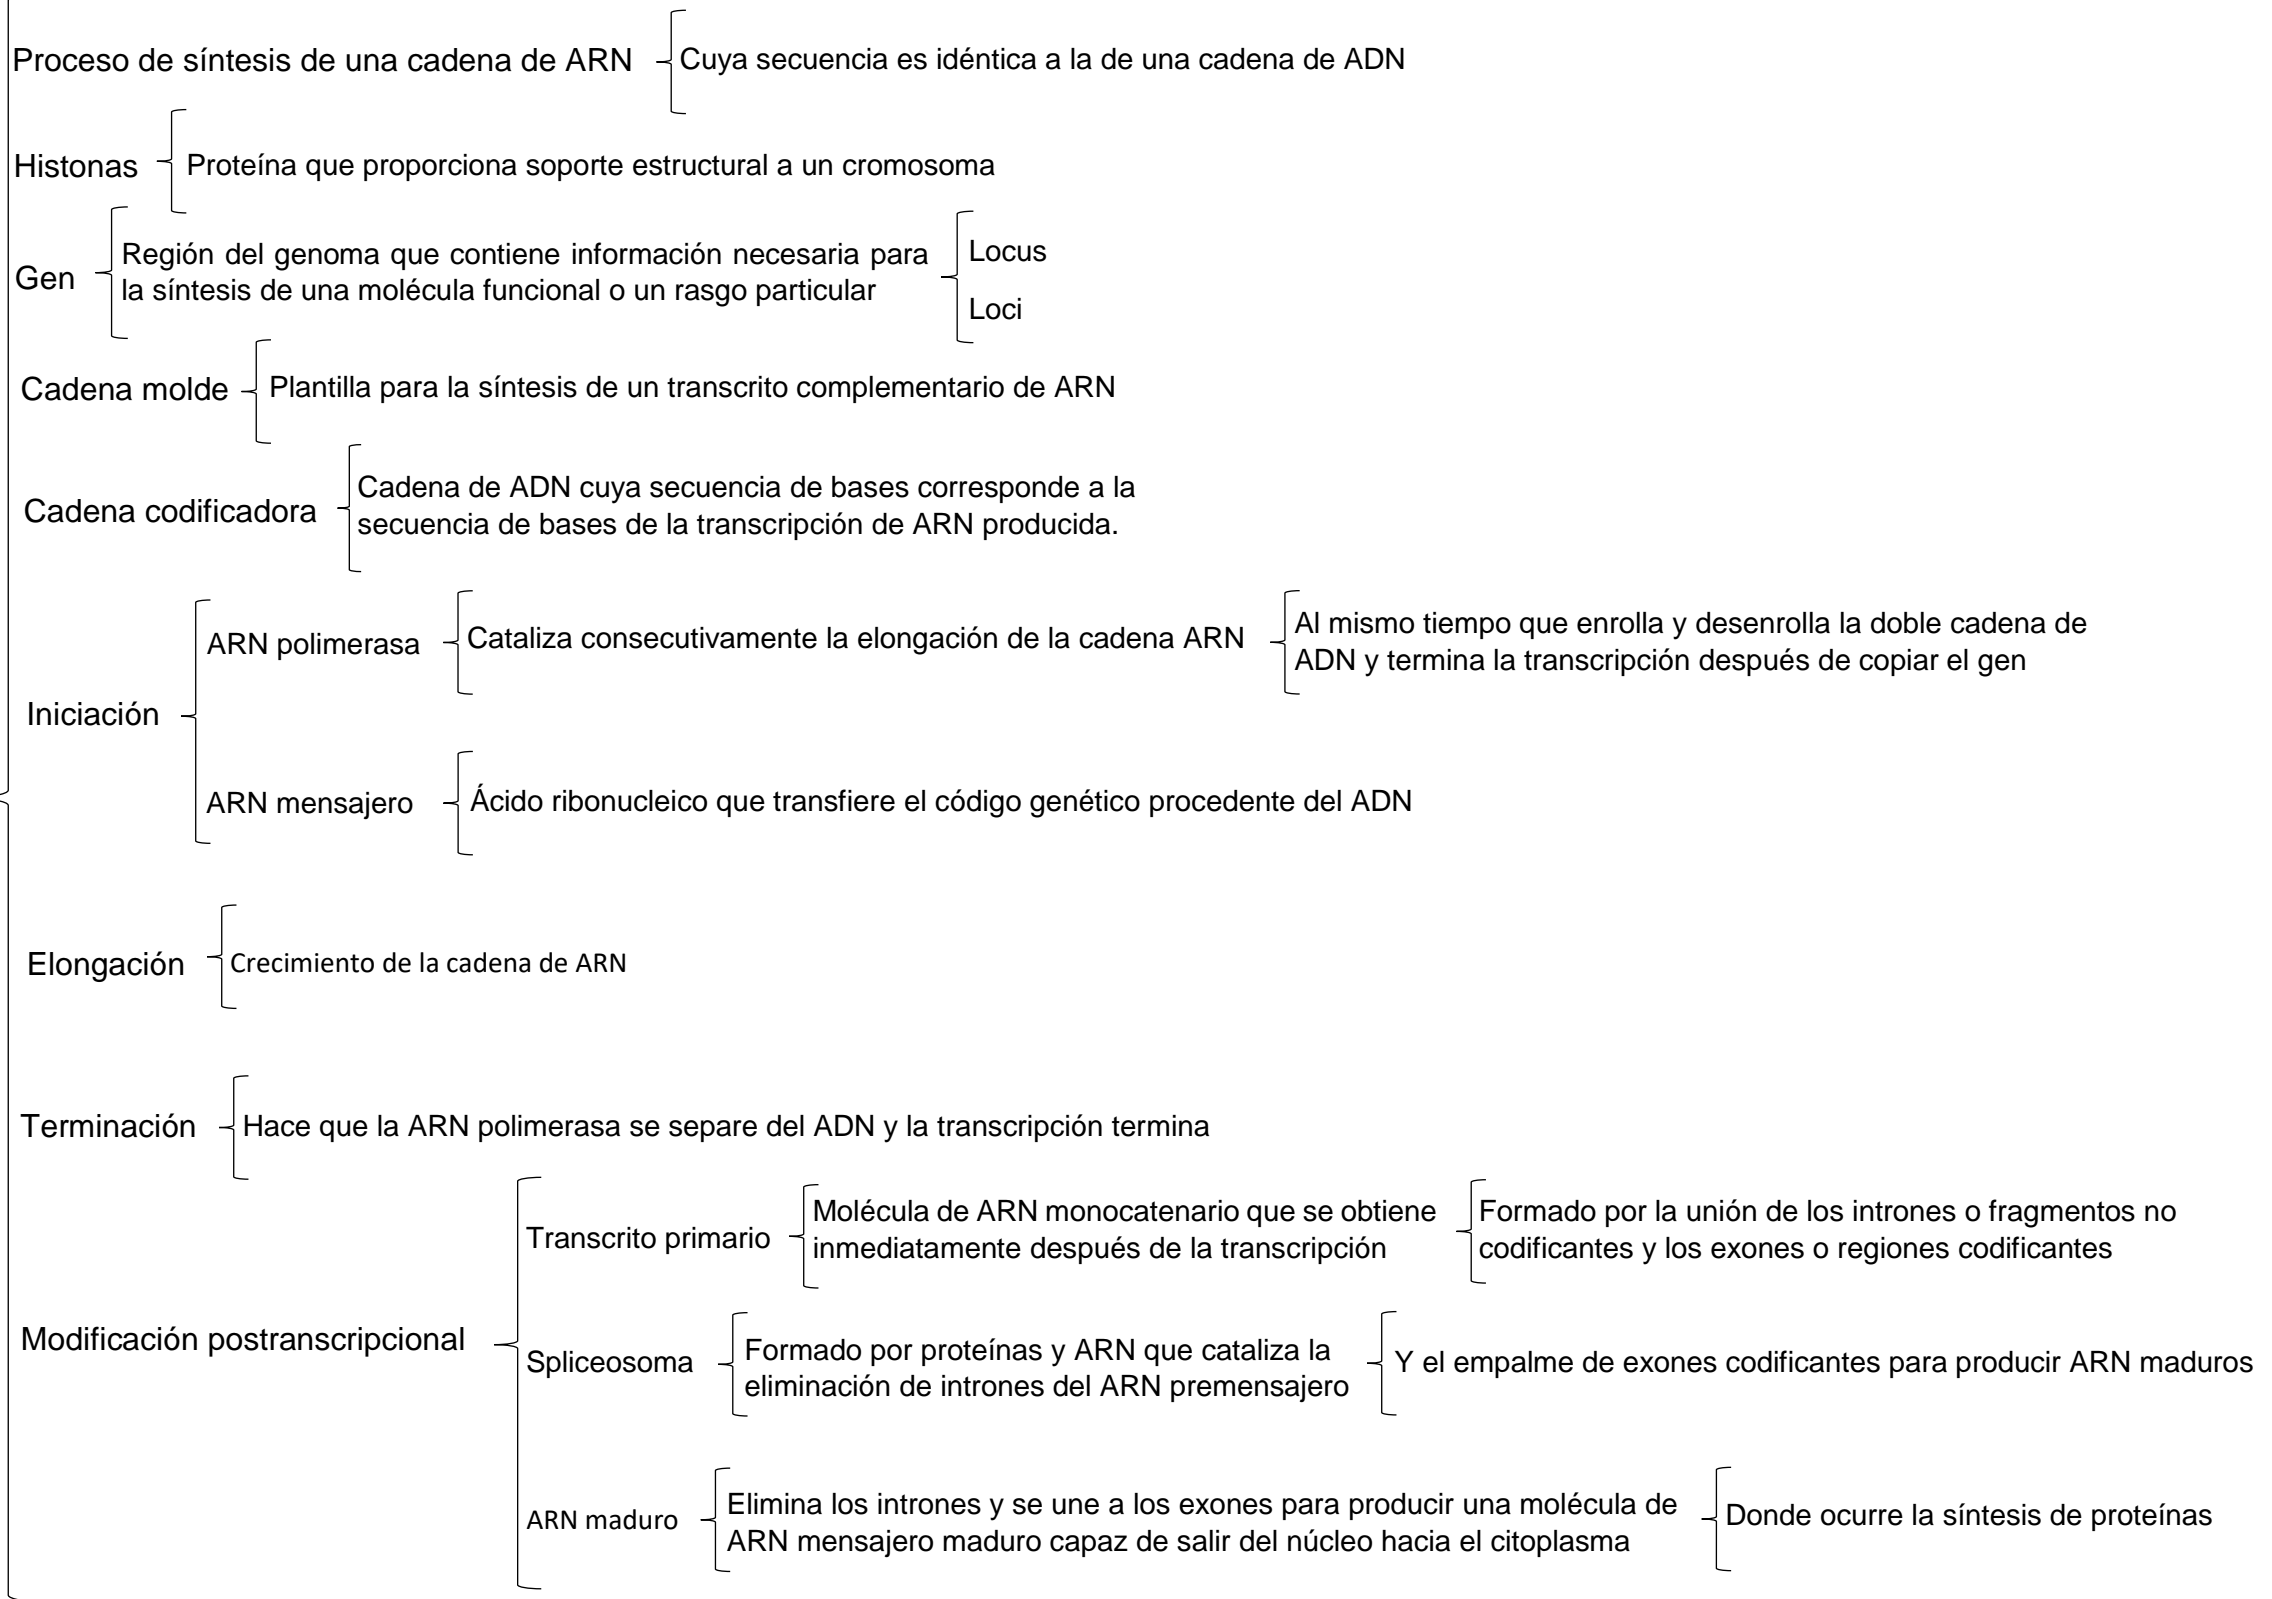 Proceso de síntesis de una cadena de ARN
Cuya secuencia es idéntica a la de una cadena de ADN
Histonas
Proteína que proporciona soporte estructural a un cromosoma
Gen
Región del genoma que contiene información necesaria para
la síntesis de una molécula funcional o un rasgo particular
Locus
Loci
Cadena molde
Plantilla para la síntesis de un transcrito complementario de ARN
Cadena codificadora
Cadena de ADN cuya secuencia de bases corresponde a la
secuencia de bases de la transcripción de ARN producida.
Iniciación
ARN polimerasa
Cataliza consecutivamente la elongación de la cadena ARN
Al mismo tiempo que enrolla y desenrolla la doble cadena de
ADN y termina la transcripción después de copiar el gen
ARN mensajero
Ácido ribonucleico que transfiere el código genético procedente del ADN
Elongación
Crecimiento de la cadena de ARN
Terminación
Hace que la ARN polimerasa se separe del ADN y la transcripción termina
Modificación postranscripcional
Transcrito primario
Molécula de ARN monocatenario que se obtiene
inmediatamente después de la transcripción
Formado por la unión de los intrones o fragmentos no
codificantes y los exones o regiones codificantes
Spliceosoma
Formado por proteínas y ARN que cataliza la
eliminación de intrones del ARN premensajero
Y el empalme de exones codificantes para producir ARN maduros
ARN maduro
Elimina los intrones y se une a los exones para producir una molécula de
ARN mensajero maduro capaz de salir del núcleo hacia el citoplasma
Donde ocurre la síntesis de proteínas